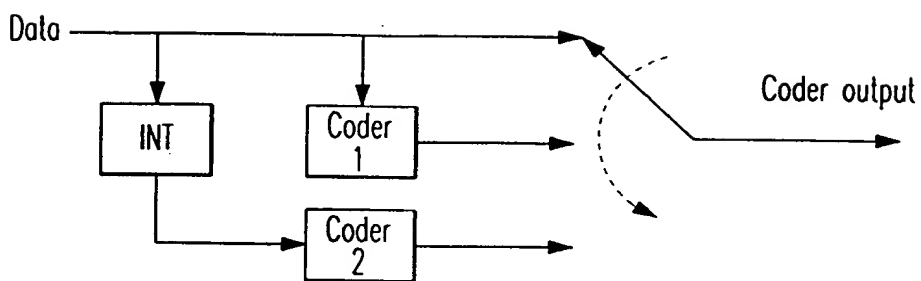 Data
INT
Coder
1
Coder
2
Coder output